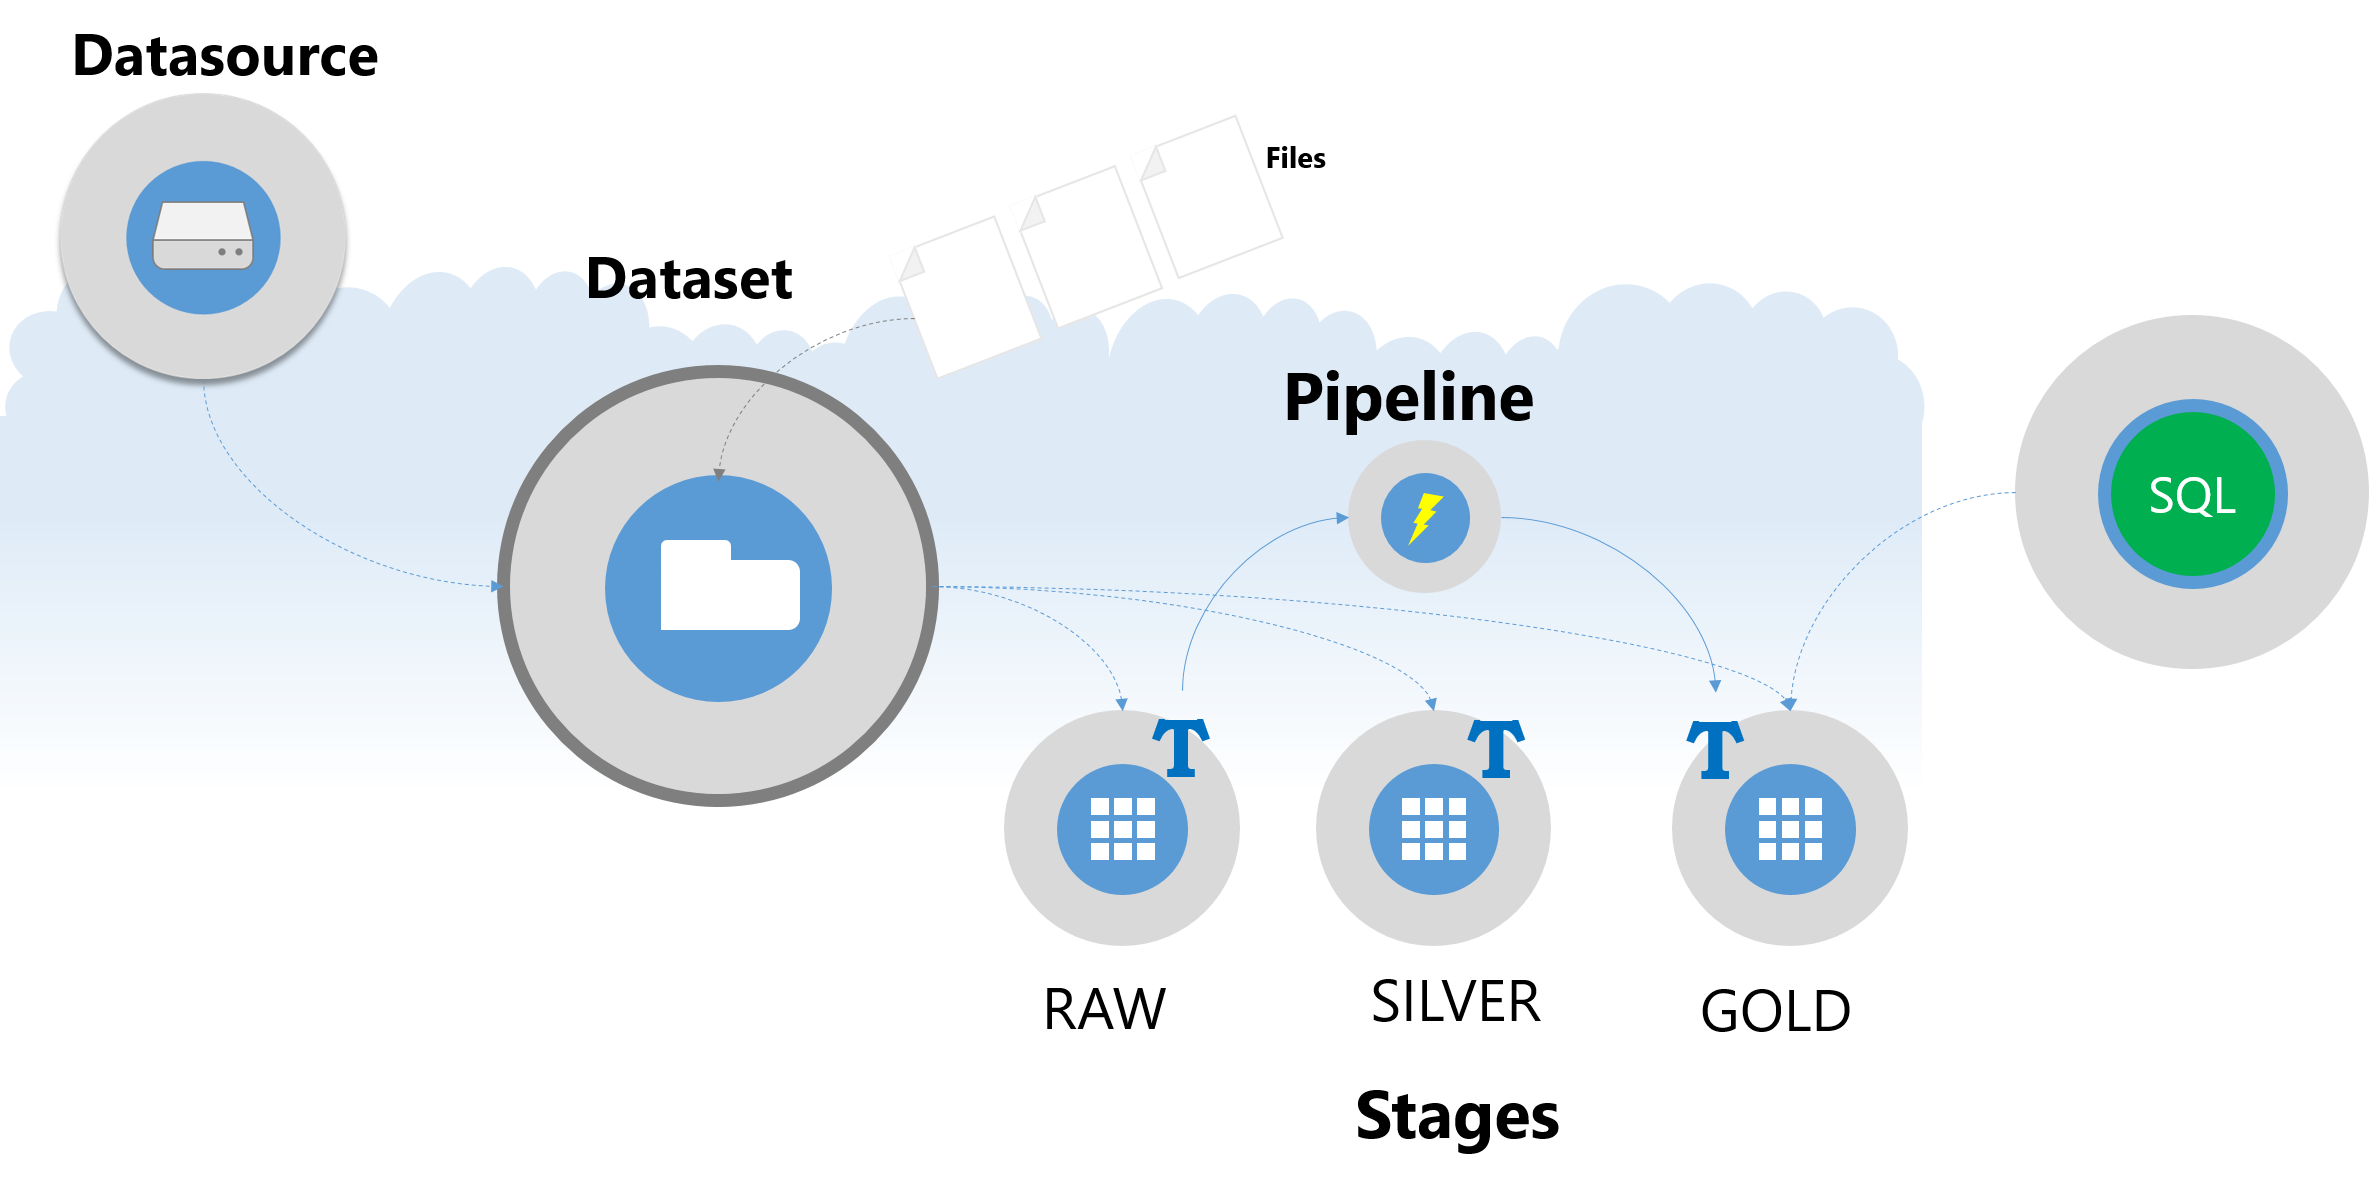 Datasource
Files
Dataset
Pipeline
SQL
T
T
T
RAW
SILVER
GOLD
Stages